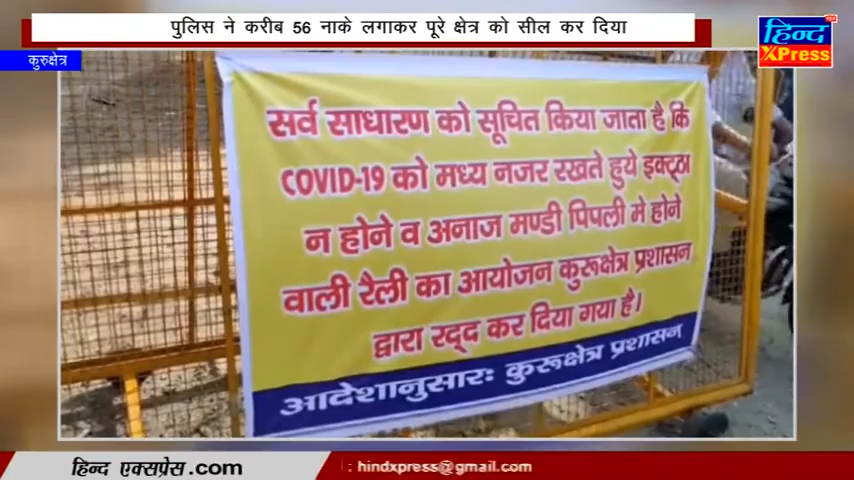 पुलिस ने करीब 56 नाके लगाकर पूरे क्षेत्र को सील कर दिया
हिन्द
XPress
कुरुक्षेत्र
सर्व साधारण को सूचित किया जाता है कि
COVID-19 को मध्य नजर रखते हुये इक्ट्ठा
न होने व अनाज मण्डी पिपली मे होने
वाली रैली का आयोजन कुरूक्षेत्र प्रशासन
द्वारा रद्द कर दिया गया है।
आदेशानुसारः कुरूक्षेत्र प्रशासन
हिन्द एक्सप्रेस.com
: hindxpress@gmail.com